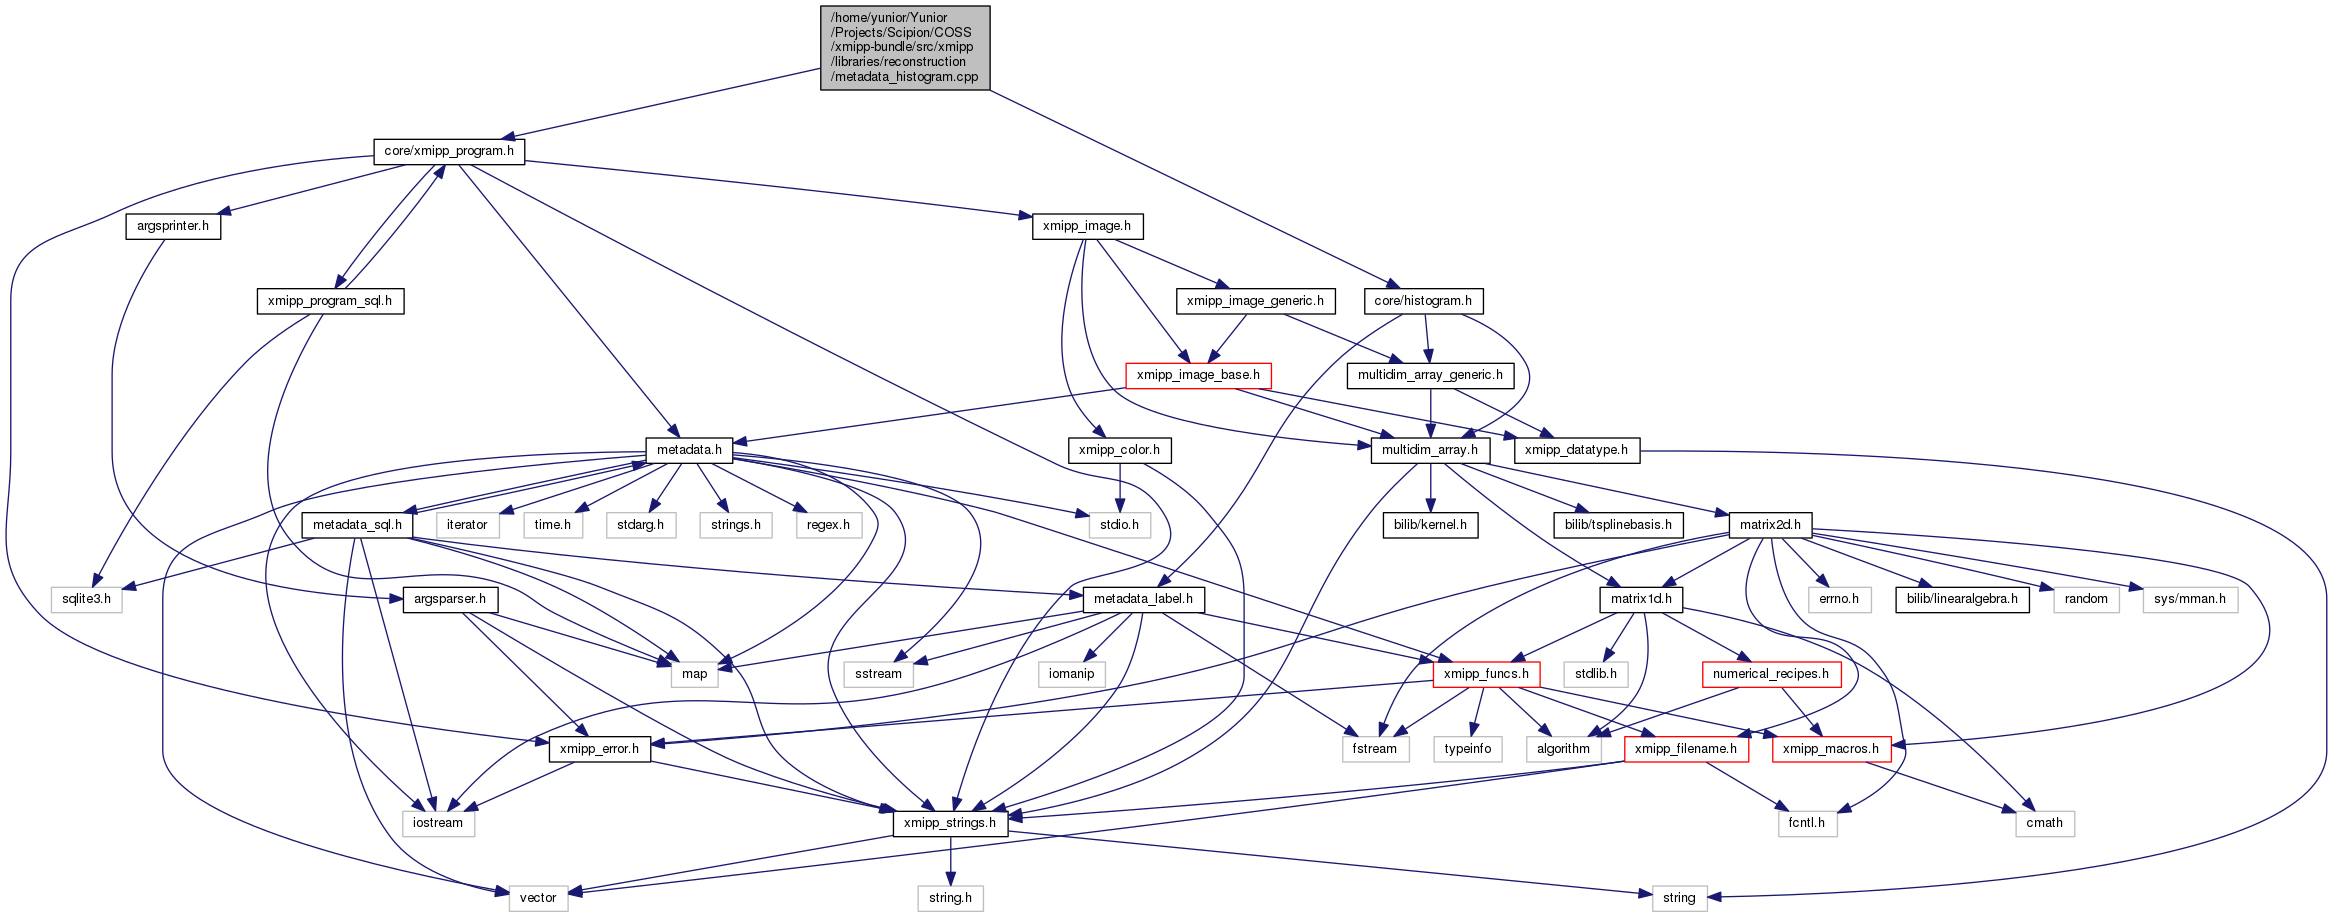 /home/yunior/Yunior
/Projects/Scipion/COSS
/xmipp-bundle/src/xmipp
/libraries/reconstruction
/metadata_histogram.cpp
core/xmipp_program.h
argsprinter.h
xmipp_image.h
xmipp_program_sql.h
xmipp_image_generic.h
core/histogram.h
xmipp_image_base.h
multidim_array_generic.h
metadata.h
xmipp_color.h
multidim_array.h
xmipp_datatype.h
metadata_sql.h
iterator
time.h
stdarg.h
strings.h
regex.h
stdio.h
bilib/kernel.h
bilib/tsplinebasis.h
matrix2d.h
sqlite3.h
argsparser.h
metadata_label.h
matrix1d.h
errno.h
bilib/linearalgebra.h
random
sys/mman.h
map
sstream
iomanip
xmipp_funcs.h
stdlib.h
numerical_recipes.h
xmipp_error.h
fstream
typeinfo
algorithm
xmipp_filename.h
xmipp_macros.h
iostream
xmipp_strings.h
fcntl.h
cmath
vector
string.h
string